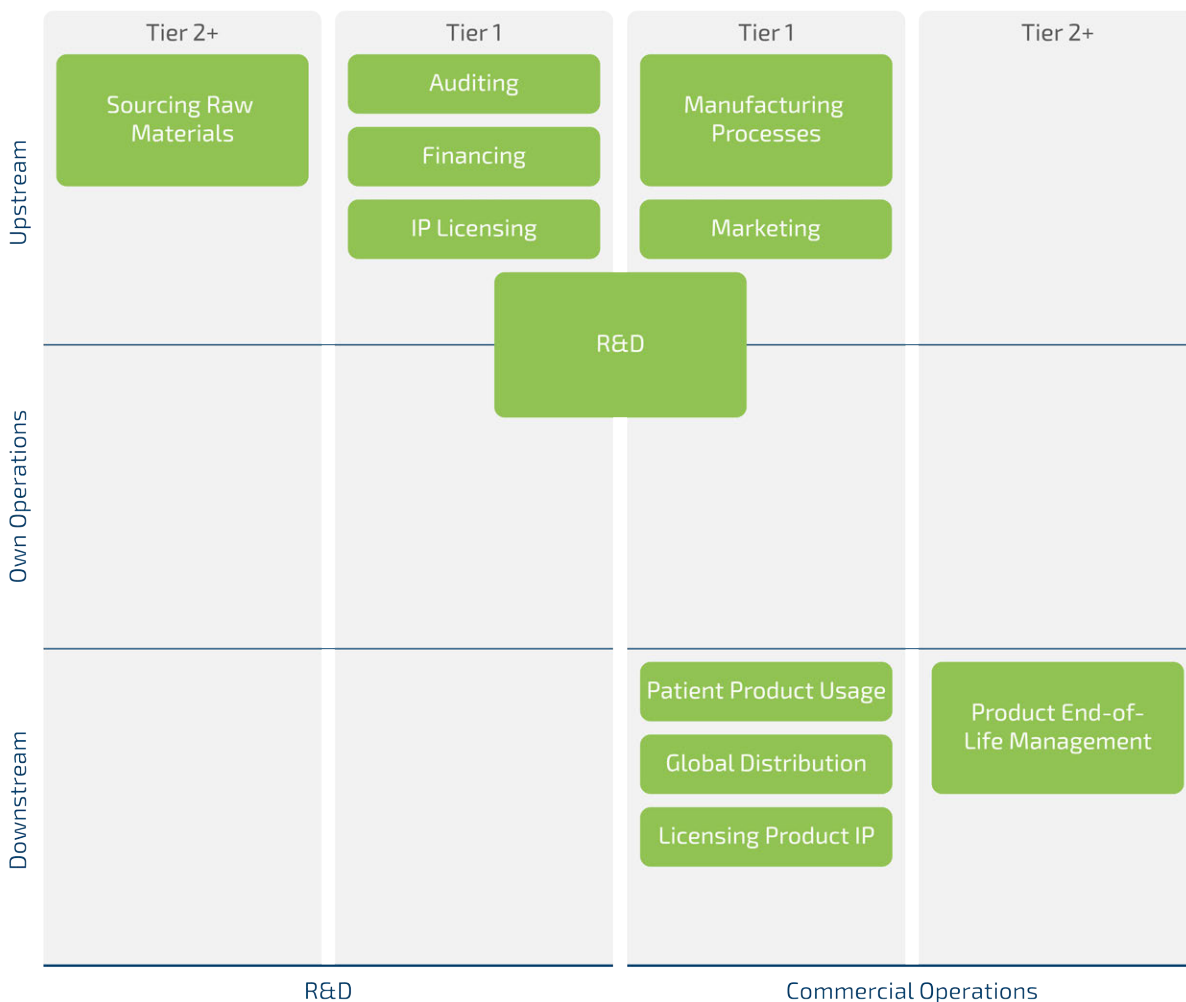 Tier 2+
Tier 1
Tier 1
Tier 2+
Upstream
Sourcing Raw
Materials
Auditing
Financing
IP Licensing
Manufacturing
Processes
Marketing
R&D
Own Operations
Downstream
Patient Product Usage
Global Distribution
Licensing Product IP
Product End-of-
Life Management
R&D
Commercial Operations